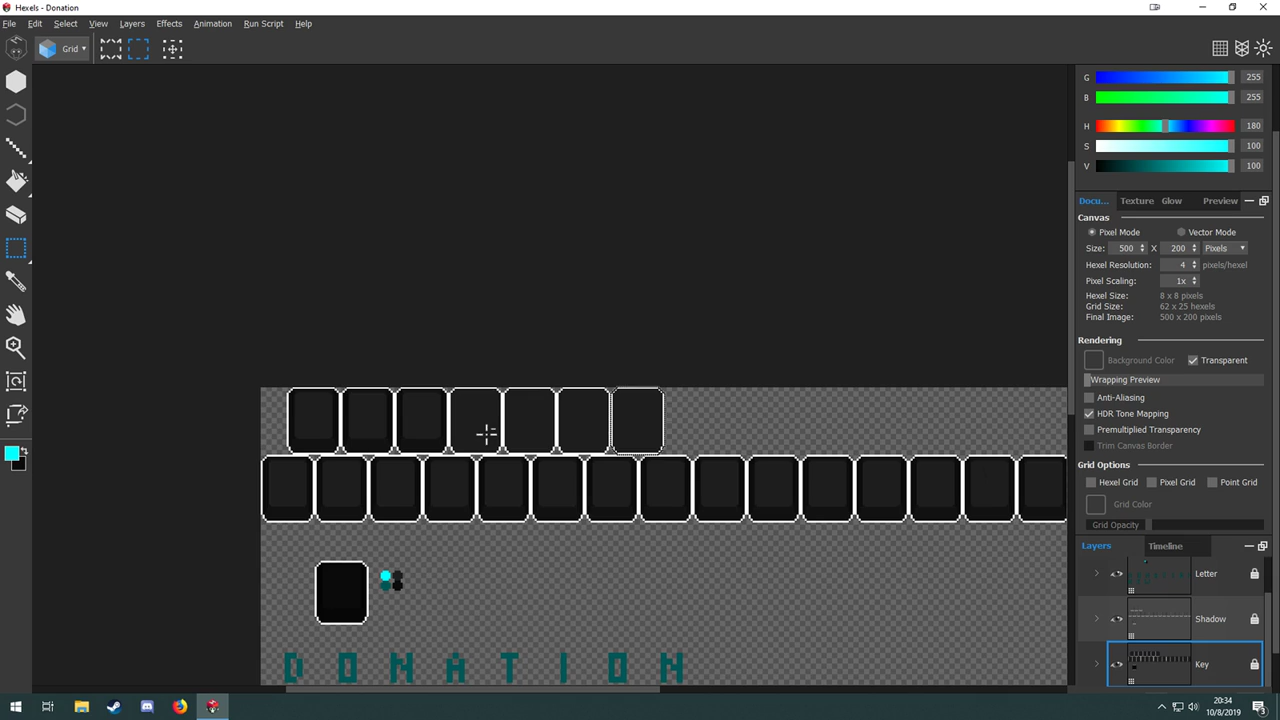 Hexels - Donation
File Edit Select View Layers Effects Animation Run Script Help
Grid
G 255
B 255
H 180
S 100
V 100
Docu... Texture Glow Preview
Canvas
Pixel Mode Vector Mode
Size: 500 X 200 Pixels
Hexel Resolution: 4 pixels/hexel
Pixel Scaling: 1x
Hexel Size: 8 x 8 pixels
Grid Size: 62 x 25 hexels
Final Image: 500 x 200 pixels
Rendering
Background Color Transparent
Wrapping Preview
Anti-Aliasing
HDR Tone Mapping
Premultiplied Transparency
Trim Canvas Border
Grid Options
Hexel Grid Pixel Grid Point Grid
Grid Color
Grid Opacity
Layers Timeline
Letter
Shadow
Key
D O N A T I O N
20:34
10/8/2019
3